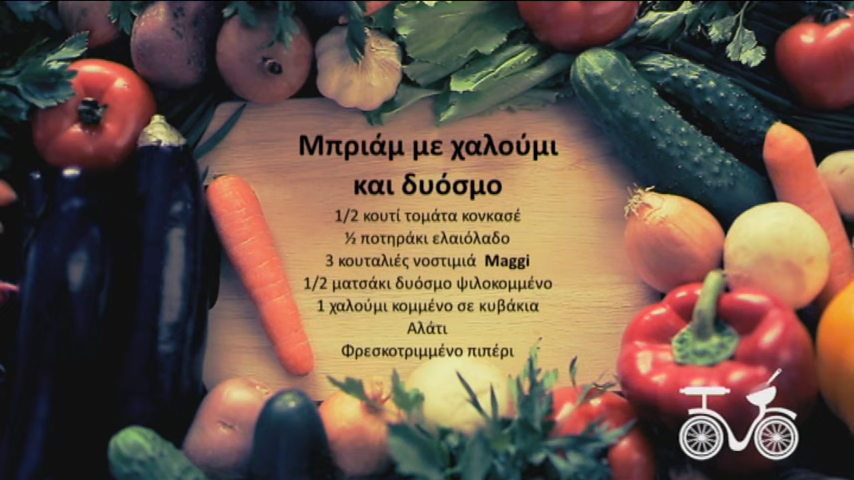 Μπριάμ με χαλούμι
και δυόσμο
1/2 κουτί τομάτα κονκασέ
½ ποτηράκι ελαιόλαδο
3 κουταλιές νοστιμιά Maggi
1/2 ματσάκι δυόσμο ψιλοκομμένο
1 χαλούμι κομμένο σε κυβάκια
Αλάτι
Φρεσκοτριμμένο πιπέρι